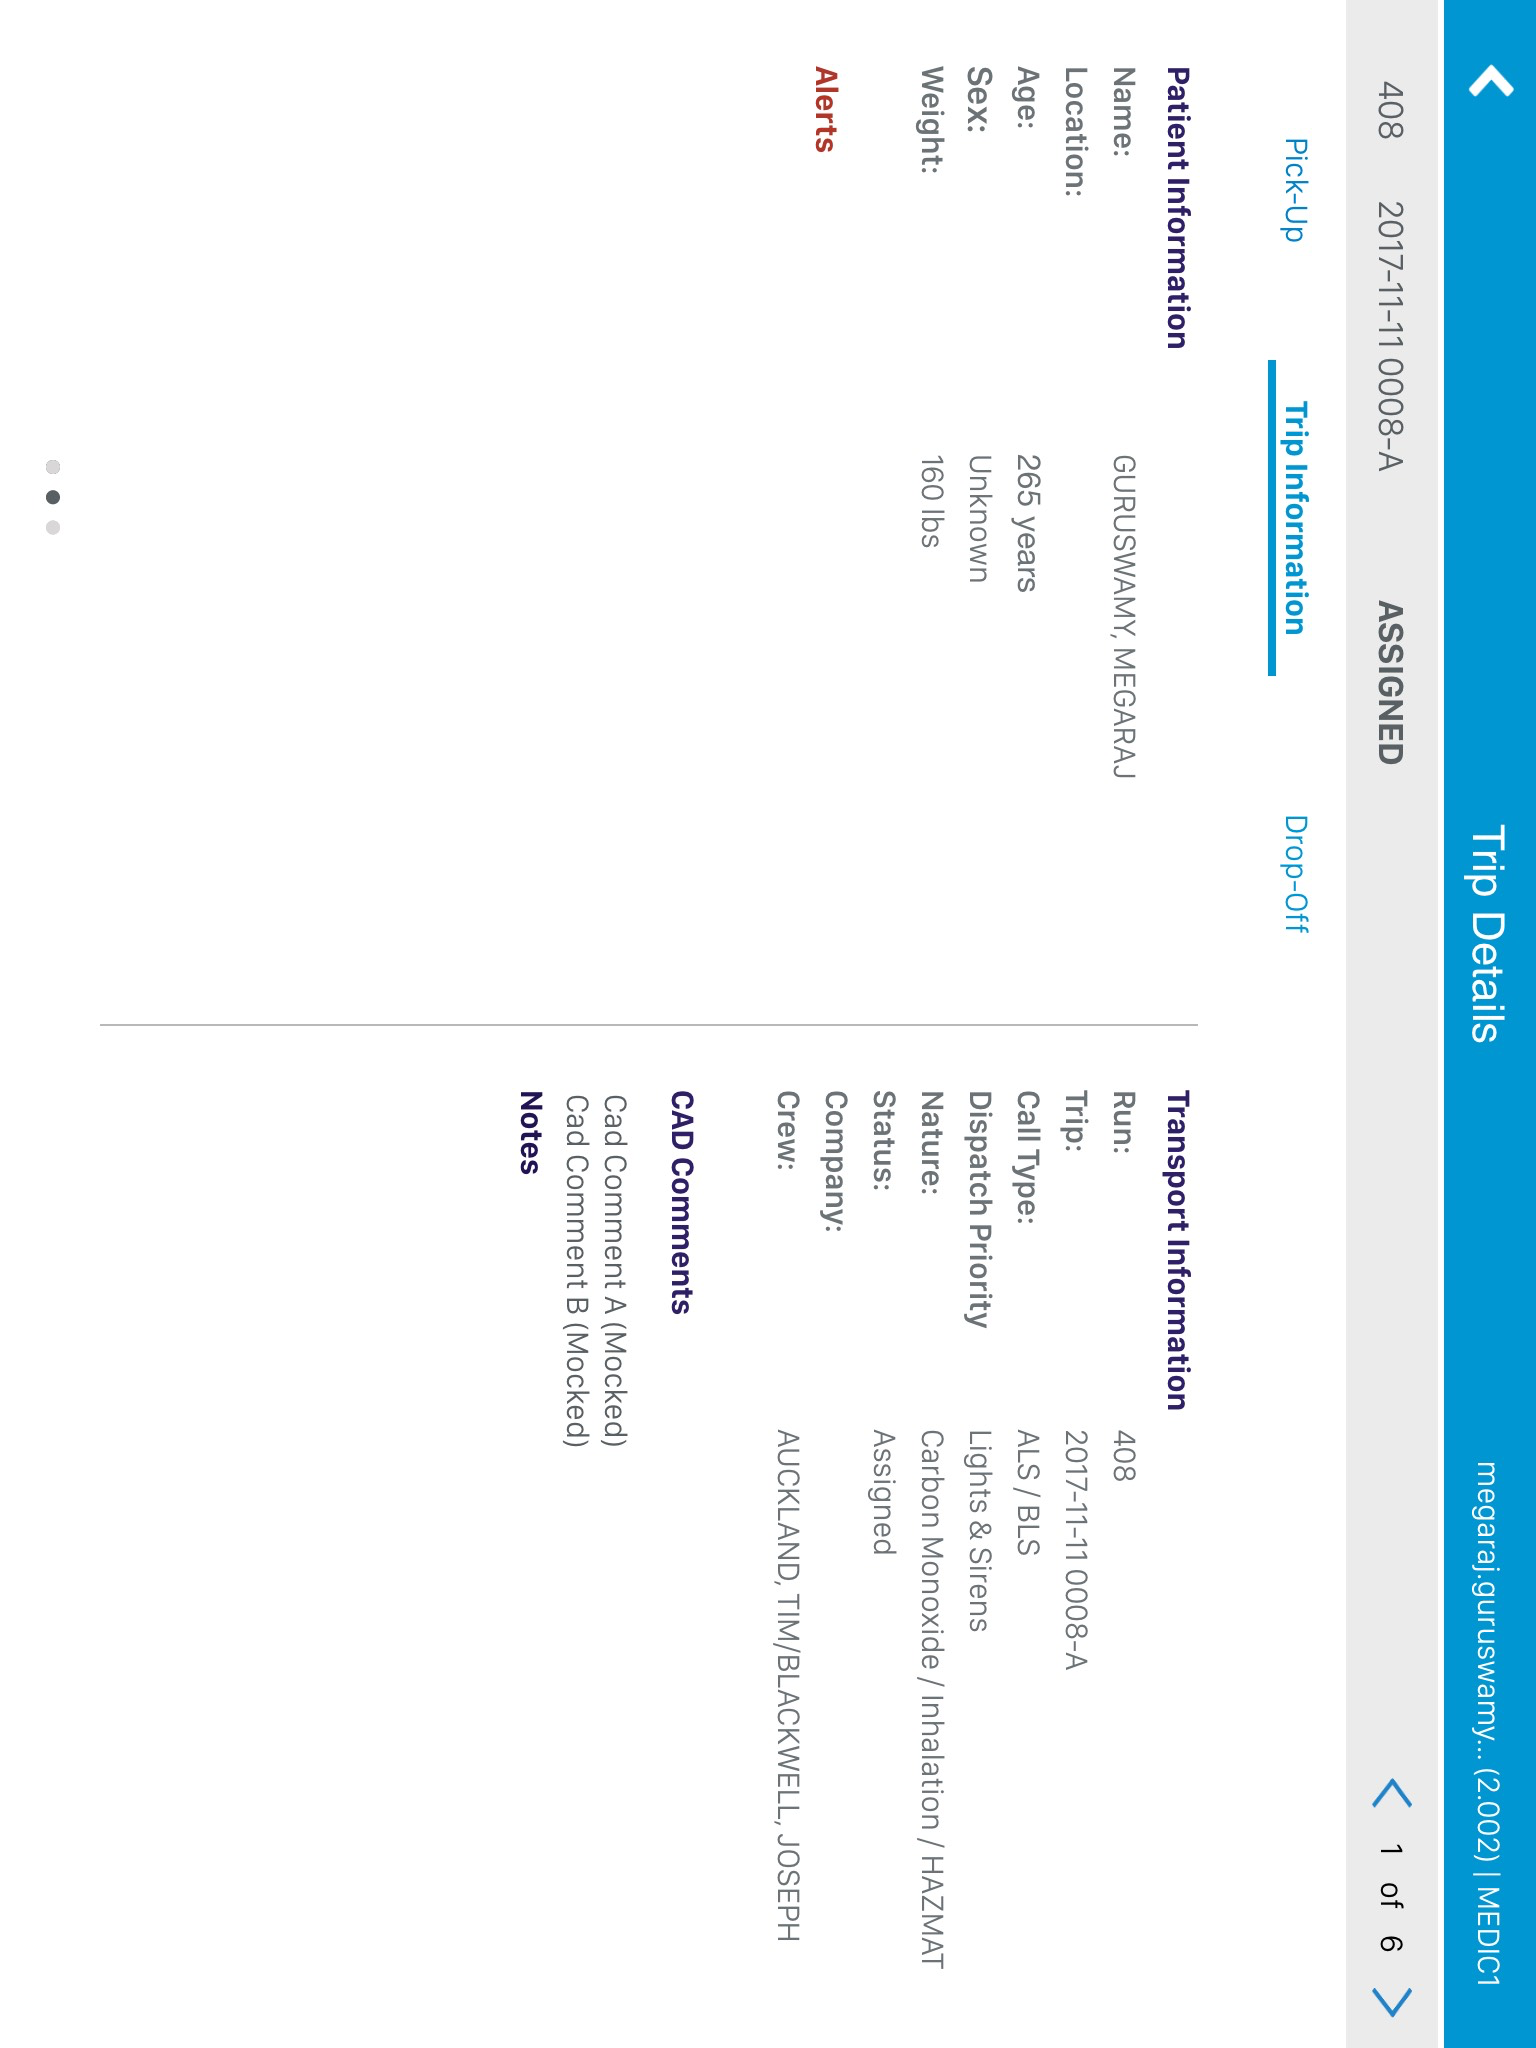 Trip Details
megaraj.guruswamy... (2.002) | MEDIC1
408 2017-11-11 0008-A ASSIGNED
1 of 6
Pick-Up Trip Information Drop-Off
Patient Information
Name: GURUSWAMY, MEGARAJ
Location:
Age: 265 years
Sex: Unknown
Weight: 160 lbs
Alerts
Transport Information
Run: 408
Trip: 2017-11-11 0008-A
Call Type: ALS / BLS
Dispatch Priority Lights & Sirens
Nature: Carbon Monoxide / Inhalation / HAZMAT
Status: Assigned
Company:
Crew: AUCKLAND, TIM/BLACKWELL, JOSEPH
CAD Comments
Cad Comment A (Mocked)
Cad Comment B (Mocked)
Notes